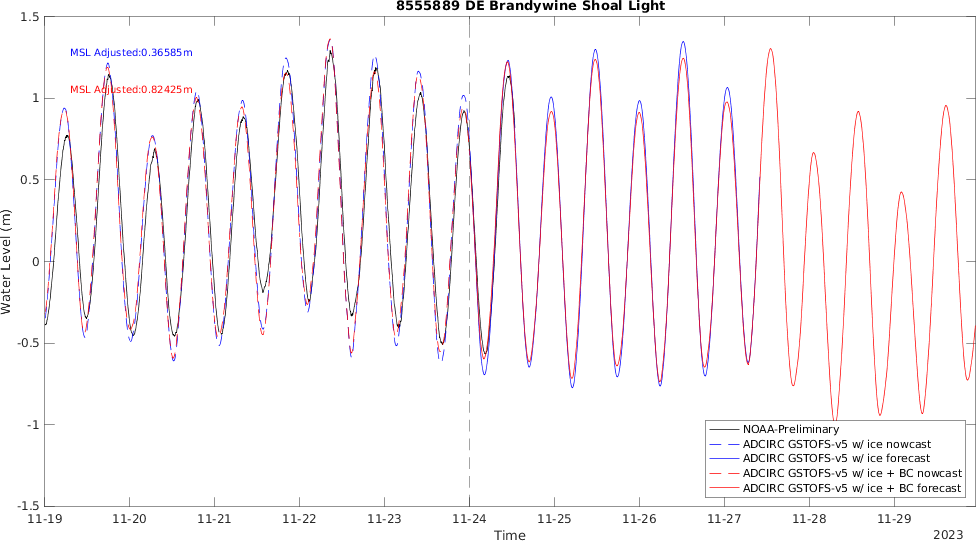 8555889 DE Brandywine Shoal Light
1.5
MSL Adjusted:0.36585m
1
MSL Adjusted:0.82425m
0.5
Water Level (m)
0
-0.5
-1
NOAA-Preliminary
ADCIRC GSTOFS-v5 w/ ice nowcast
ADCIRC GSTOFS-v5 w/ ice forecast
ADCIRC GSTOFS-v5 w/ ice + BC nowcast
ADCIRC GSTOFS-v5 w/ ice + BC forecast
-1.5
11-19 11-20 11-21 11-22 11-23 11-24 11-25 11-26 11-27 11-28 11-29
Time
2023